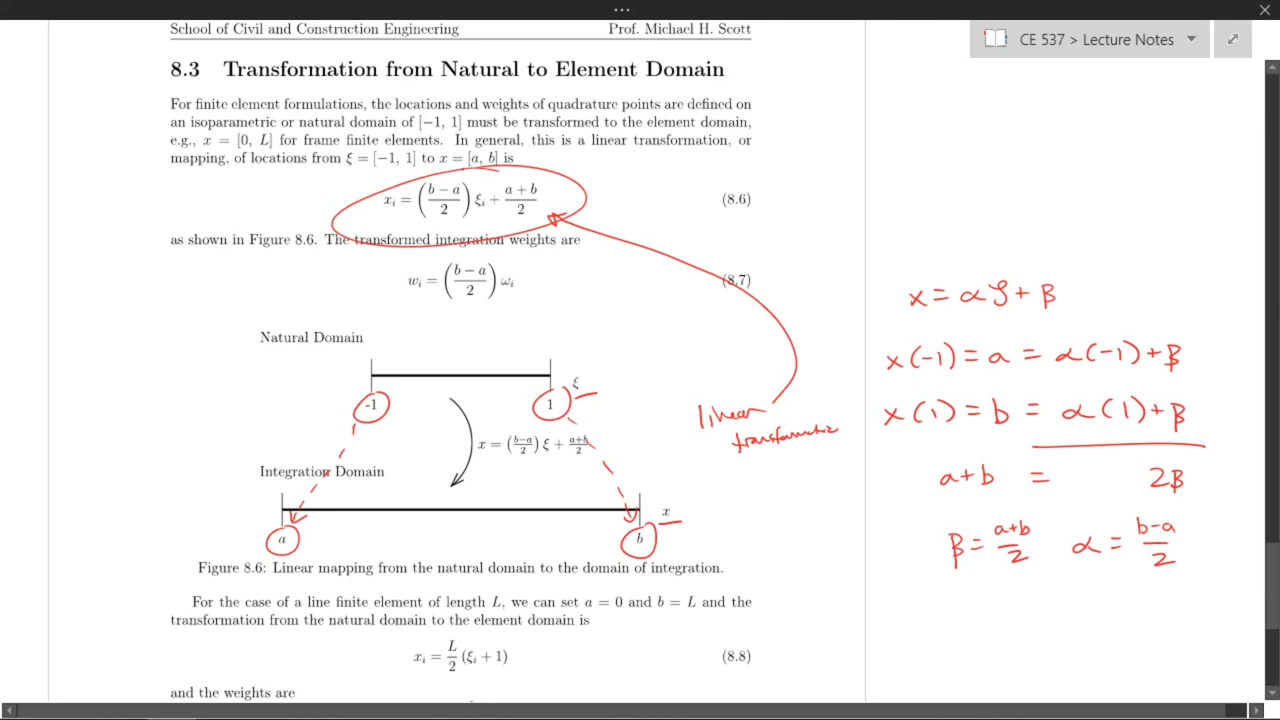 School of Civil and Construction Engineering Prof. Michael H. Scott
CE 537 > Lecture Notes
8.3 Transformation from Natural to Element Domain
For finite element formulations, the locations and weights of quadrature points are defined on
an isoparametric or natural domain of [−1, 1] must be transformed to the element domain,
e.g., x = [0, L] for frame finite elements. In general, this is a linear transformation, or
mapping, of locations from ξ = [−1, 1] to x = [a, b] is
x_i = ((b − a)/2) ξ_i + (a + b)/2 (8.6)
as shown in Figure 8.6. The transformed integration weights are
w_i = ((b − a)/2) ω_i (8.7)
Natural Domain
-1 1 ξ
x = ((b−a)/2) ξ + (a+b)/2
Integration Domain
a b x
Figure 8.6: Linear mapping from the natural domain to the domain of integration.
For the case of a line finite element of length L, we can set a = 0 and b = L and the
transformation from the natural domain to the element domain is
x_i = L/2 (ξ_i + 1) (8.8)
and the weights are
linear
transformation
x = αξ + β
x(-1) = a = α(-1) + β
x(1) = b = α(1) + β
a+b = 2β
β = (a+b)/2 α = (b-a)/2